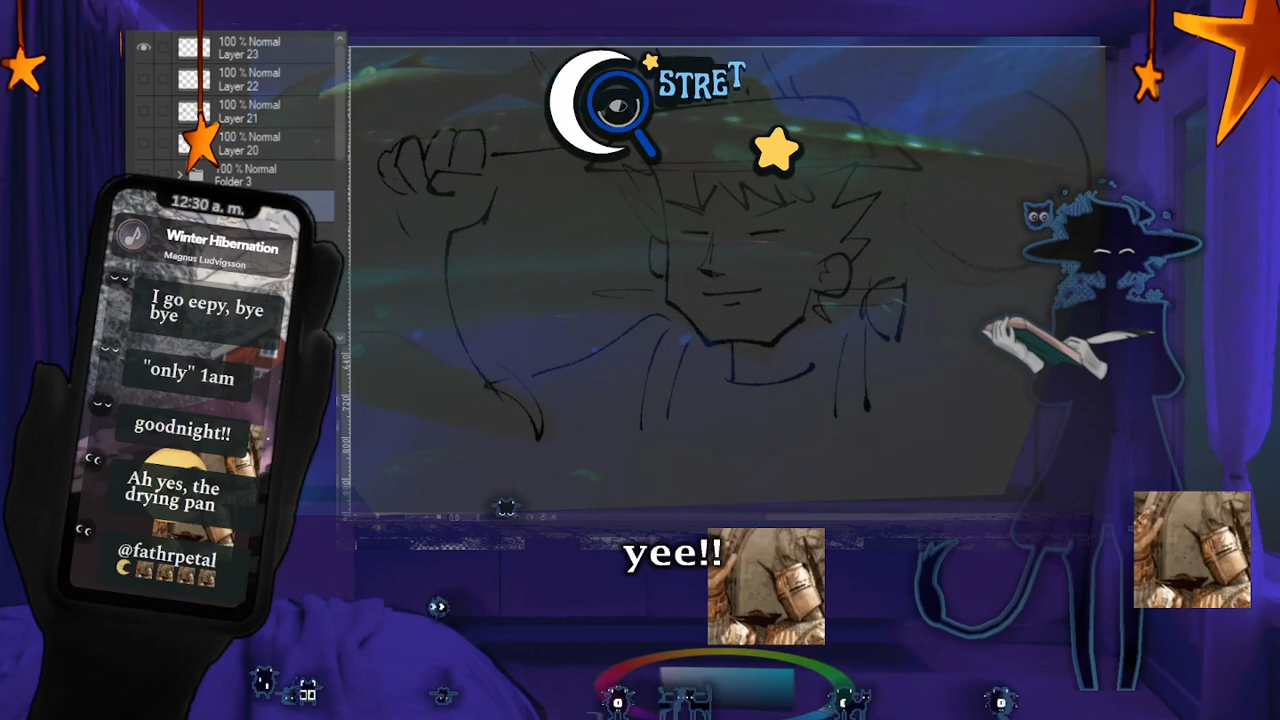 100 % Normal
Layer 23
100 % Normal
Layer 22
100 % Normal
Layer 21
100 % Normal
Layer 20
100 % Normal
Folder 3
STRET
12:30 a. m.
Winter Hibernation
Magnus Ludvigsson
I go eepy, bye
bye
"only" 1am
goodnight!!
Ah yes, the
drying pan
@fathrpetal
yee!!